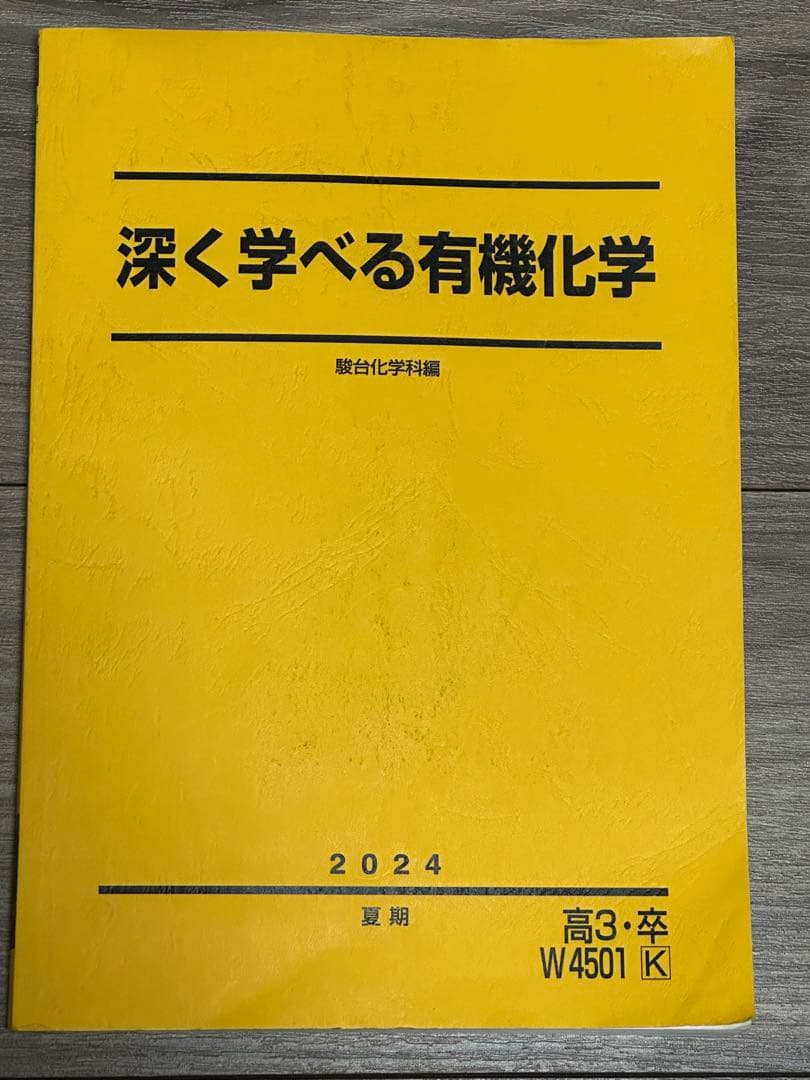 深く学べる有機化学
駿台化学科編
2024
夏期
高3・卒
W4501 K